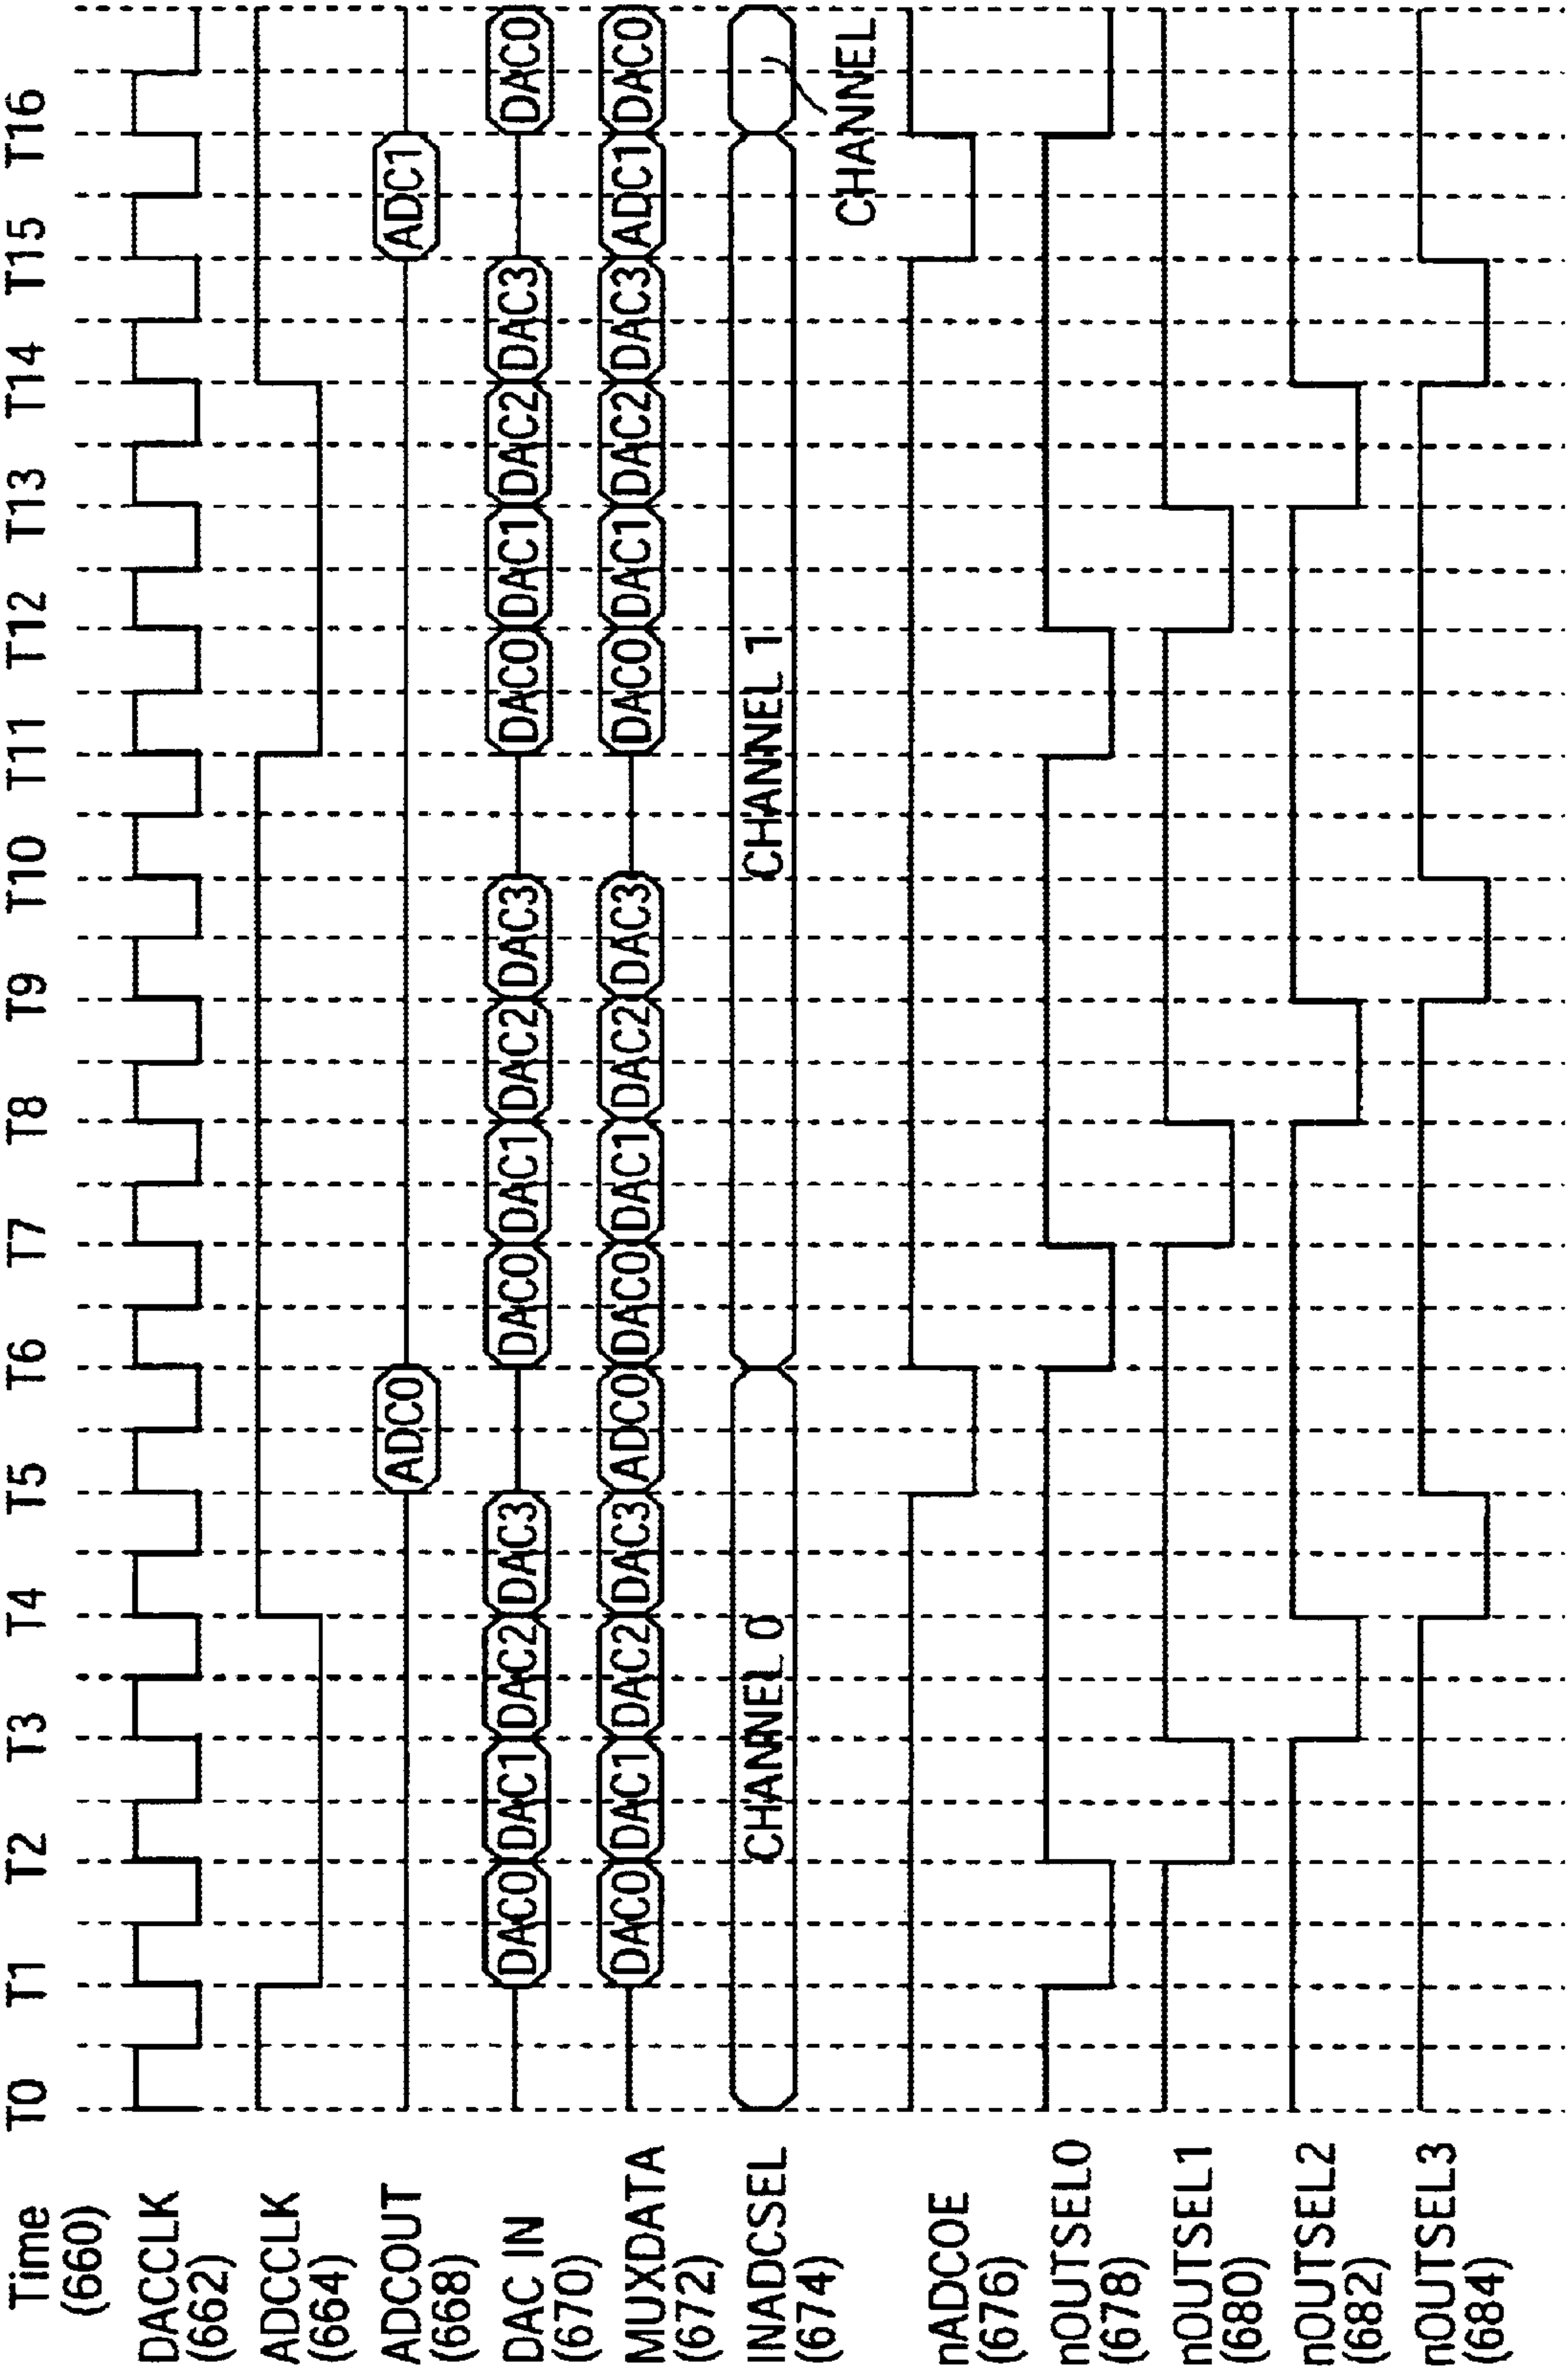 Time T0 T1 T2 T3 T4 T5 T6 T7 T8 T9 T10 T11 T12 T13 T14 T15 T16
(660)
DACCLK
(662)
ADCCLK
(664)
ADCOUT ADC0 ADC1
(668)
DAC IN DAC0 DAC1 DAC2 DAC3 DAC0 DAC1 DAC2 DAC3 DAC0 DAC1 DAC2 DAC3 DAC0
(670)
MUXDATA DAC0 DAC1 DAC2 DAC3 ADC0 DAC0 DAC1 DAC2 DAC3 DAC0 DAC1 DAC2 DAC3 ADC1 DAC0
(672)
INADCSEL CHANNEL 0 CHANNEL 1
(674)
CHANNEL
nADCOE
(676)
nOUTSEL0
(678)
nOUTSEL1
(680)
nOUTSEL2
(682)
nOUTSEL3
(684)